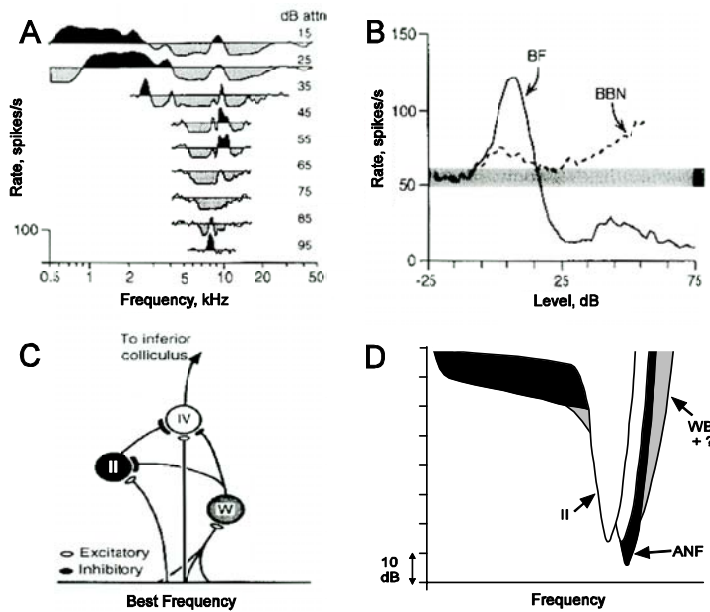 A
dB attn
15
25
35
45
55
65
75
85
95
Rate, spikes/s
100
0.5 1 5 10 50
Frequency, kHz
B
BF
BBN
Rate, spikes/s
150
100
50
0
-25 25 75
Level, dB
C
To inferior
colliculus
IV
II
W
Excitatory
Inhibitory
Best Frequency
D
WB
+ ?
II
ANF
10
dB
Frequency